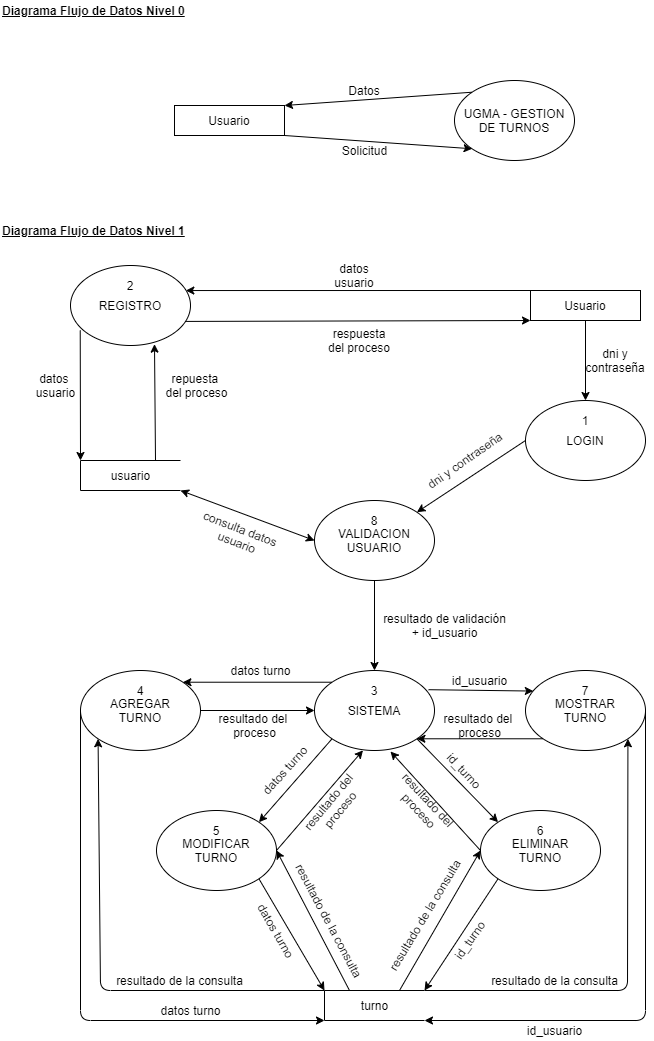 Diagrama Flujo de Datos Nivel 0
Datos
Usuario
UGMA - GESTION
DE TURNOS
Solicitud
Diagrama Flujo de Datos Nivel 1
2
REGISTRO
datos
usuario
Usuario
respuesta
del proceso
datos
usuario
repuesta
del proceso
dni y
contraseña
1
LOGIN
dni y contraseña
usuario
consulta datos
usuario
8
VALIDACION
USUARIO
resultado de validación
+ id_usuario
4
AGREGAR
TURNO
datos turno
resultado del
proceso
3
SISTEMA
id_usuario
resultado del
proceso
7
MOSTRAR
TURNO
datos turno
resultado del
proceso
resultado del
proceso
id_turno
5
MODIFICAR
TURNO
6
ELIMINAR
TURNO
datos turno
resultado de la consulta
resultado de la consulta
id_turno
resultado de la consulta
resultado de la consulta
turno
datos turno
id_usuario